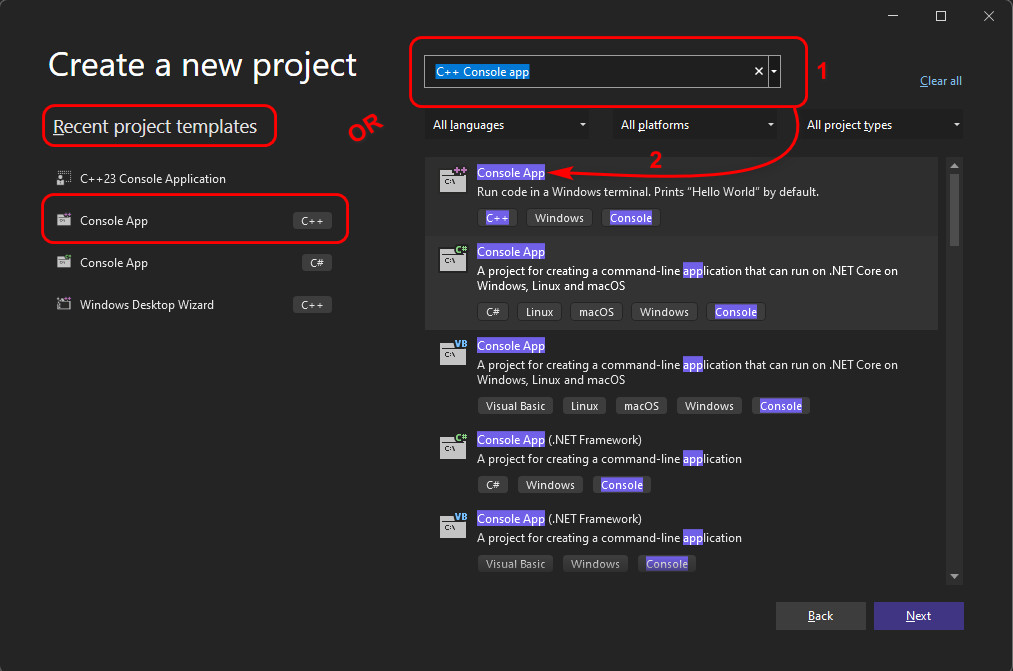 Create a new project
Recent project templates
C++23 Console Application
Console App C++
Console App C#
Windows Desktop Wizard C++
OR
C++ Console app
1
Clear all
All languages All platforms All project types
2
Console App
Run code in a Windows terminal. Prints "Hello World" by default.
C++ Windows Console
Console App
A project for creating a command-line application that can run on .NET Core on
Windows, Linux and macOS
C# Linux macOS Windows Console
Console App
A project for creating a command-line application that can run on .NET Core on
Windows, Linux and macOS
Visual Basic Linux macOS Windows Console
Console App (.NET Framework)
A project for creating a command-line application
C# Windows Console
Console App (.NET Framework)
A project for creating a command-line application
Visual Basic Windows Console
Back Next